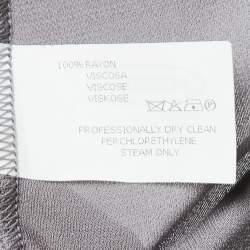 100% RAYON
VISCOSA
VISCOSE
VISKOSE
PROFESSIONALLY DRY CLEAN
PERCHLORETHYLENE
STEAM ONLY